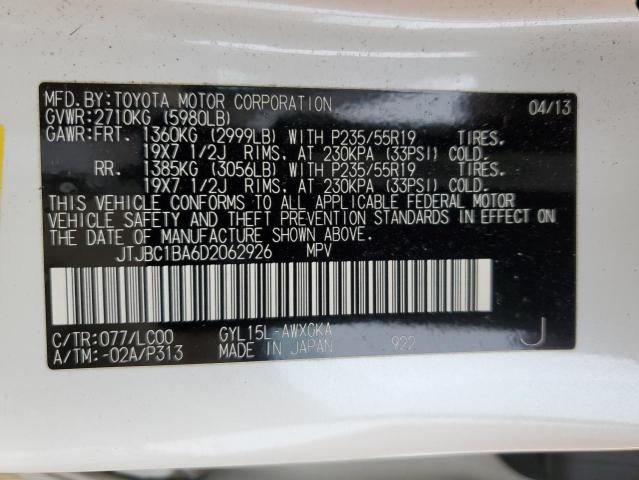 MFD.BY:TOYOTA MOTOR CORPORATION 04/13
GVWR:2710KG (5980LB)
GAWR:FRT. 1360KG (2999LB) WITH P235/55R19 TIRES.
19X7 1/2J RIMS. AT 230KPA (33PSI) COLD.
RR. 1385KG (3056LB) WITH P235/55R19 TIRES.
19X7 1/2J RIMS. AT 230KPA (33PSI) COLD.
THIS VEHICLE CONFORMS TO ALL APPLICABLE FEDERAL MOTOR
VEHICLE SAFETY AND THEFT PREVENTION STANDARDS IN EFFECT ON
THE DATE OF MANUFACTURE SHOWN ABOVE.
JTJBC1BA6D2062926 MPV
C/TR:077/LC00 GYL15L-AWXGKA J
A/TM:-02A/P313 MADE IN JAPAN 922